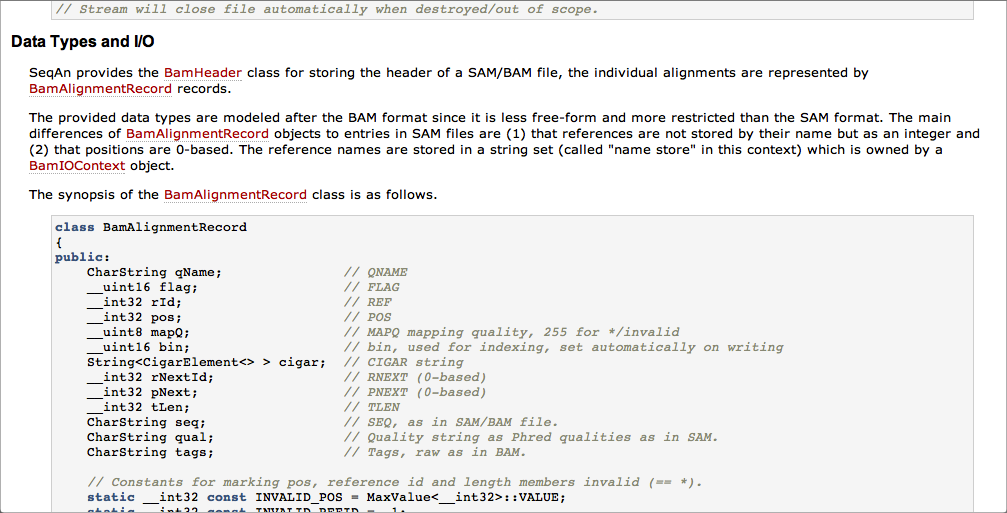 // Stream will close file automatically when destroyed/out of scope.
Data Types and I/O
SeqAn provides the BamHeader class for storing the header of a SAM/BAM file, the individual alignments are represented by
BamAlignmentRecord records.
The provided data types are modeled after the BAM format since it is less free-form and more restricted than the SAM format. The main
differences of BamAlignmentRecord objects to entries in SAM files are (1) that references are not stored by their name but as an integer and
(2) that positions are 0-based. The reference names are stored in a string set (called "name store" in this context) which is owned by a
BamIOContext object.
The synopsis of the BamAlignmentRecord class is as follows.
class BamAlignmentRecord
{
public:
    CharString qName;               // QNAME
    __uint16 flag;                  // FLAG
    __int32 rId;                    // REF
    __int32 pos;                    // POS
    __uint8 mapQ;                   // MAPQ mapping quality, 255 for */invalid
    __uint16 bin;                   // bin, used for indexing, set automatically on writing
    String<CigarElement<> > cigar;  // CIGAR string
    __int32 rNextId;                // RNEXT (0-based)
    __int32 pNext;                  // PNEXT (0-based)
    __int32 tLen;                   // TLEN
    CharString seq;                 // SEQ, as in SAM/BAM file.
    CharString qual;                // Quality string as Phred qualities as in SAM.
    CharString tags;                // Tags, raw as in BAM.
    // Constants for marking pos, reference id and length members invalid (== *).
    static __int32 const INVALID_POS = MaxValue<__int32>::VALUE;